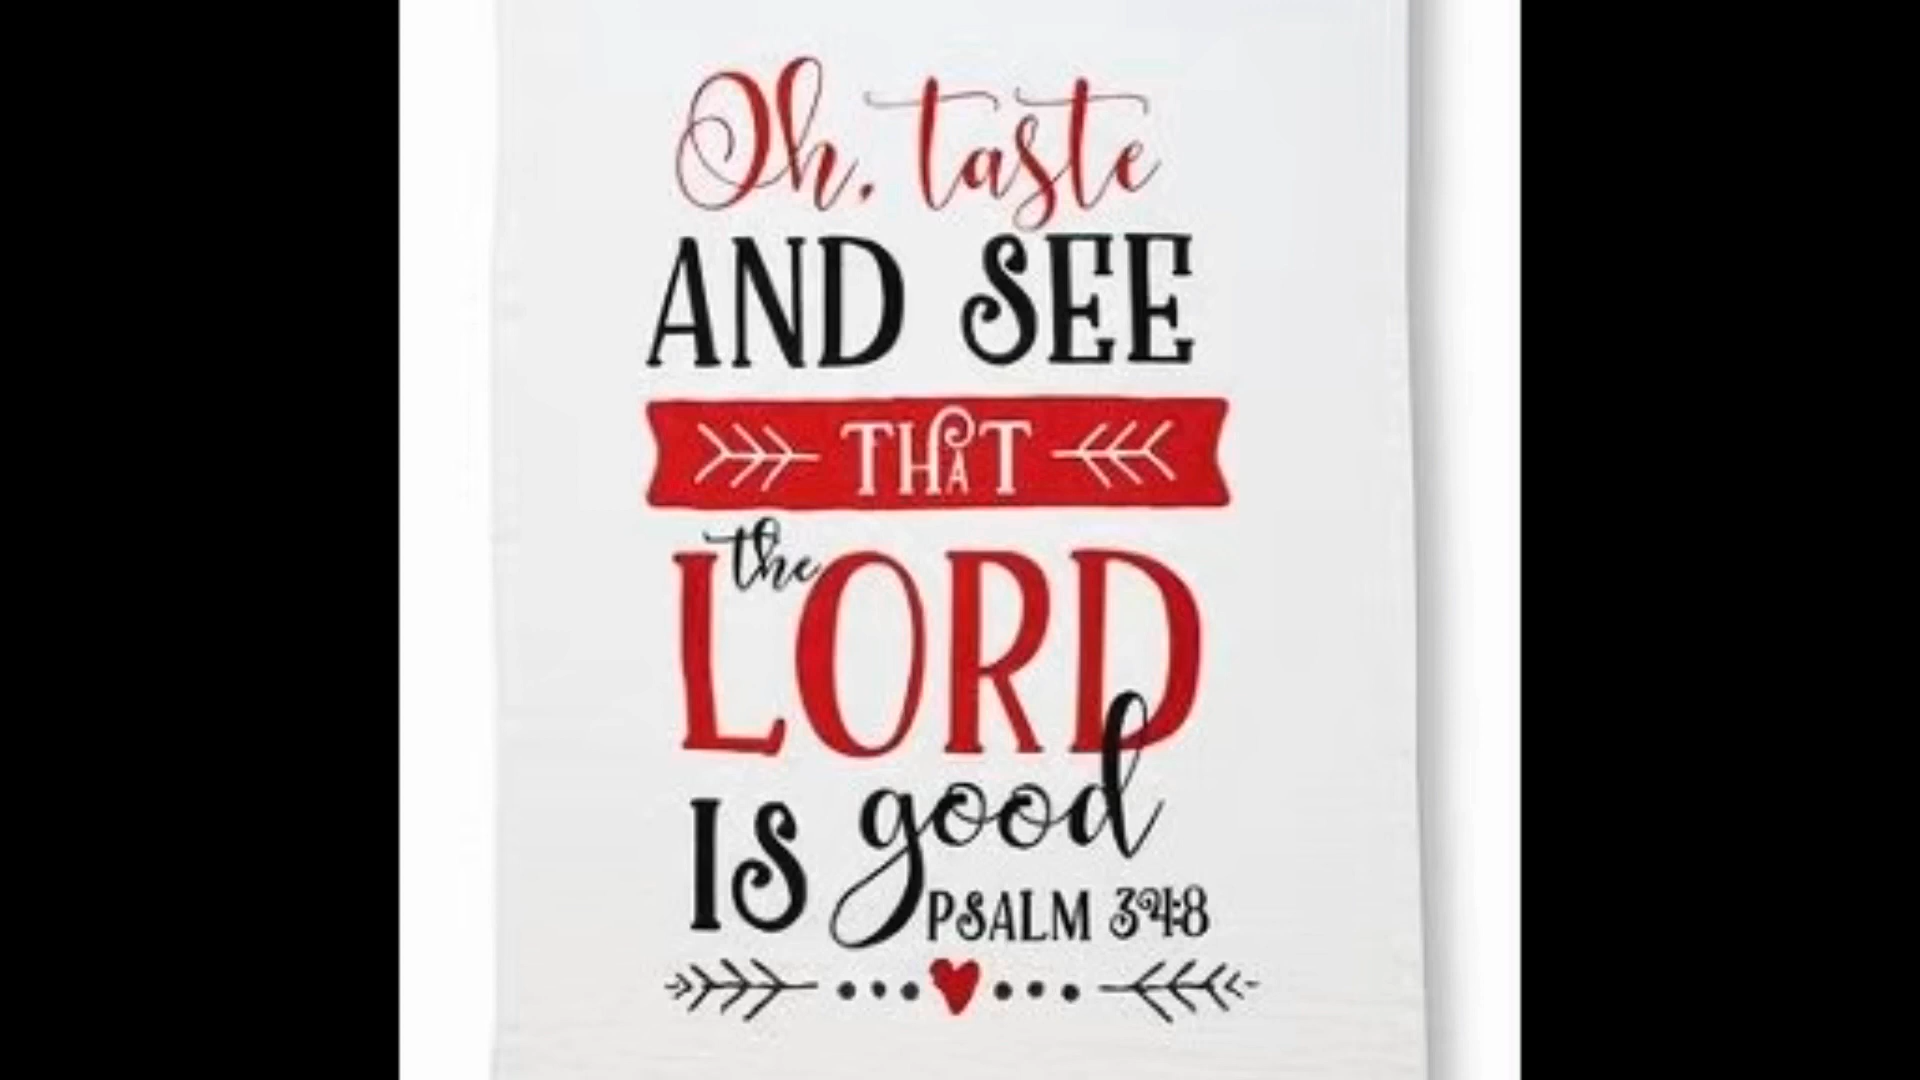 Oh, taste
AND SEE
THAT
the
LORD
IS good
PSALM 34:8